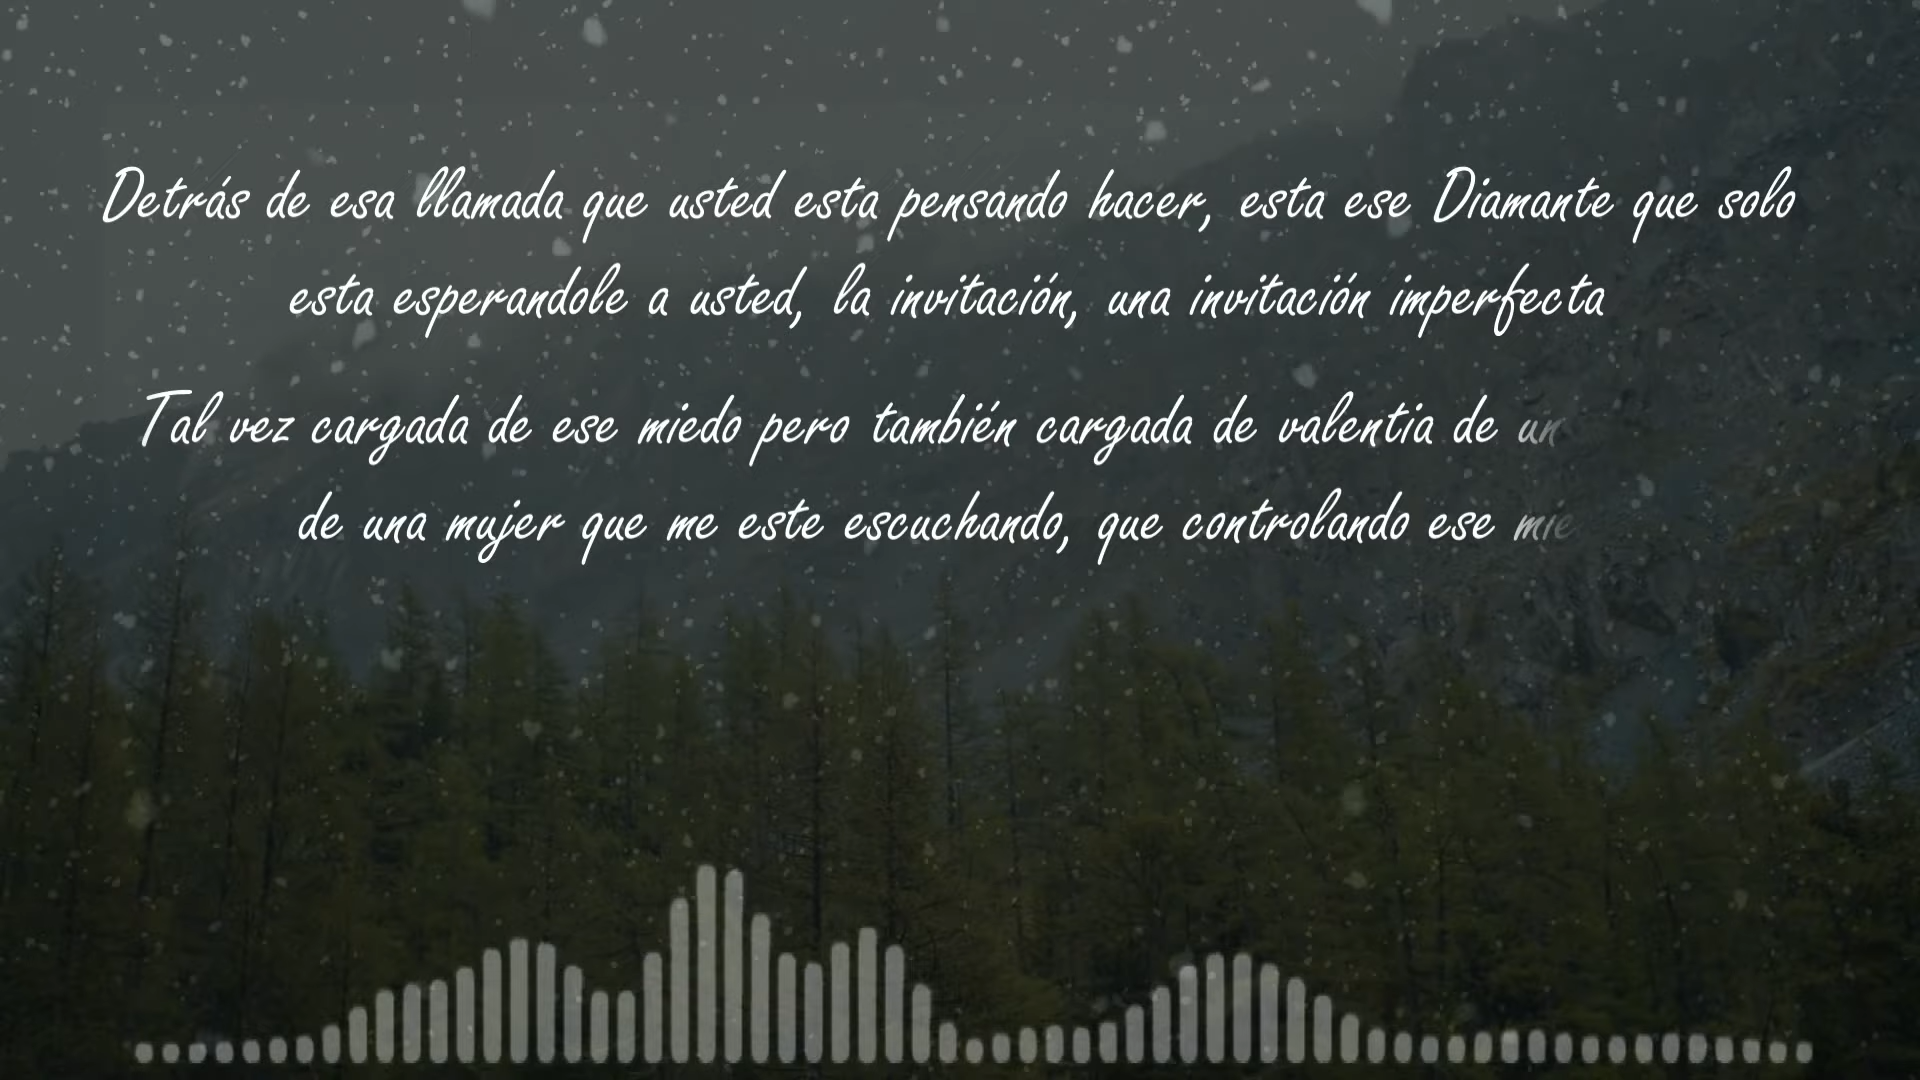 Detrás de esa llamada que usted esta pensando hacer, esta ese Diamante que solo
esta esperandole a usted, la invitación, una invitación imperfecta
Tal vez cargada de ese miedo pero también cargada de valentia de un
de una mujer que me este escuchando, que controlando ese mie